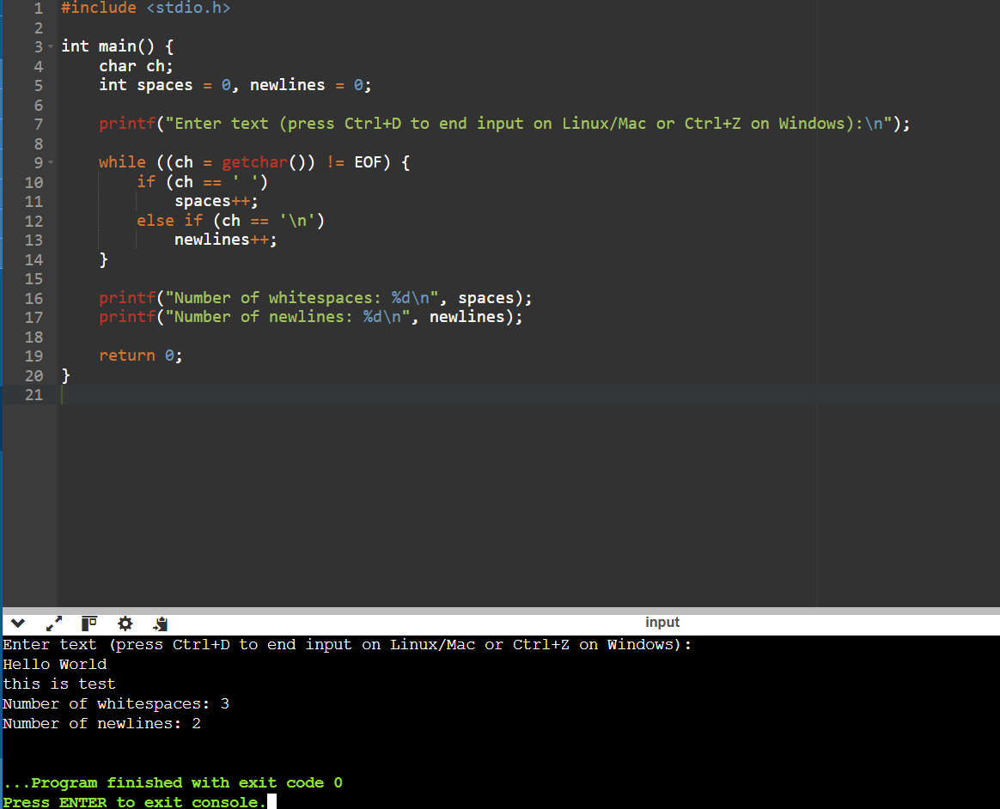 1 #include <stdio.h>
2
3 int main() {
4     char ch;
5     int spaces = 0, newlines = 0;
6
7     printf("Enter text (press Ctrl+D to end input on Linux/Mac or Ctrl+Z on Windows):\n");
8
9     while ((ch = getchar()) != EOF) {
10         if (ch == ' ')
11             spaces++;
12         else if (ch == '\n')
13             newlines++;
14     }
15
16     printf("Number of whitespaces: %d\n", spaces);
17     printf("Number of newlines: %d\n", newlines);
18
19     return 0;
20 }
21
input
Enter text (press Ctrl+D to end input on Linux/Mac or Ctrl+Z on Windows):
Hello World
this is test
Number of whitespaces: 3
Number of newlines: 2
...Program finished with exit code 0
Press ENTER to exit console.